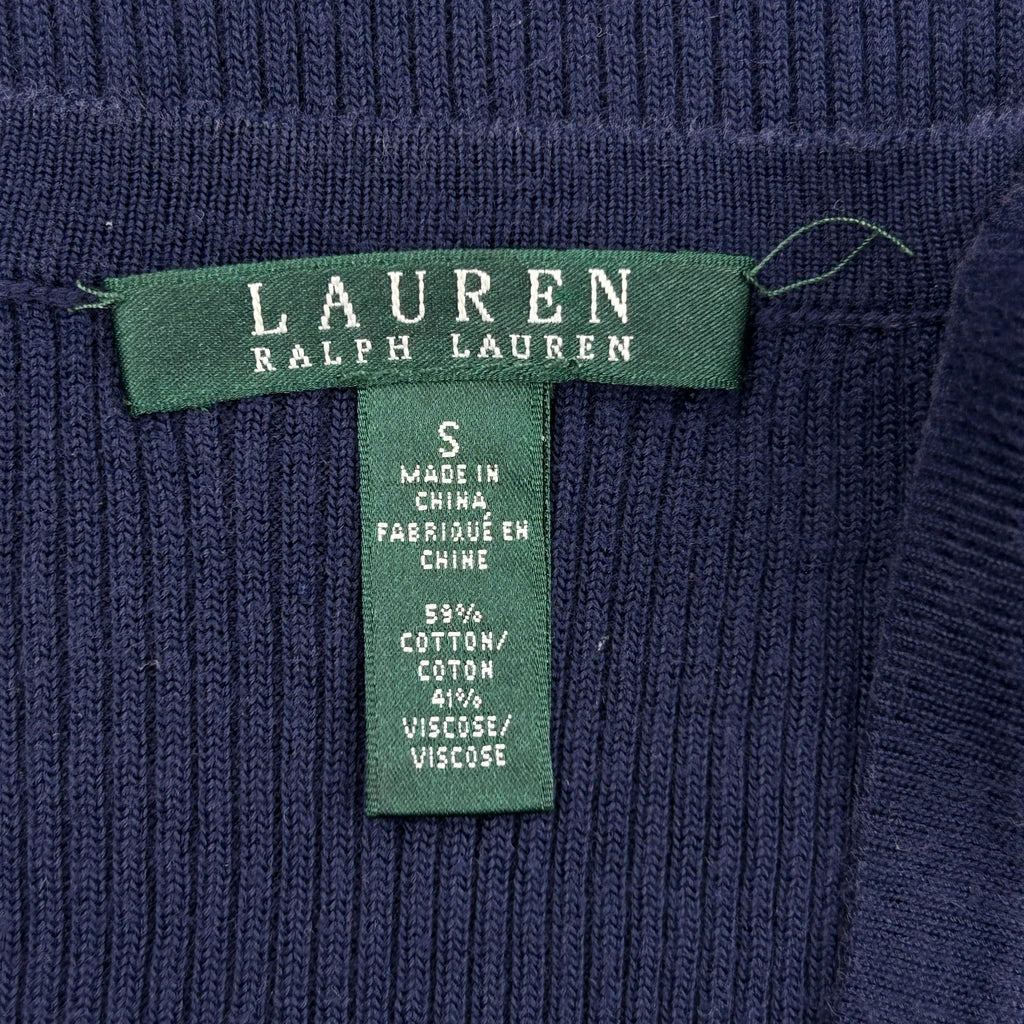 LAUREN
RALPH LAUREN
S
MADE IN
CHINA
FABRIQUÉ EN
CHINE
59%
COTTON/
COTON
41%
VISCOSE/
VISCOSE